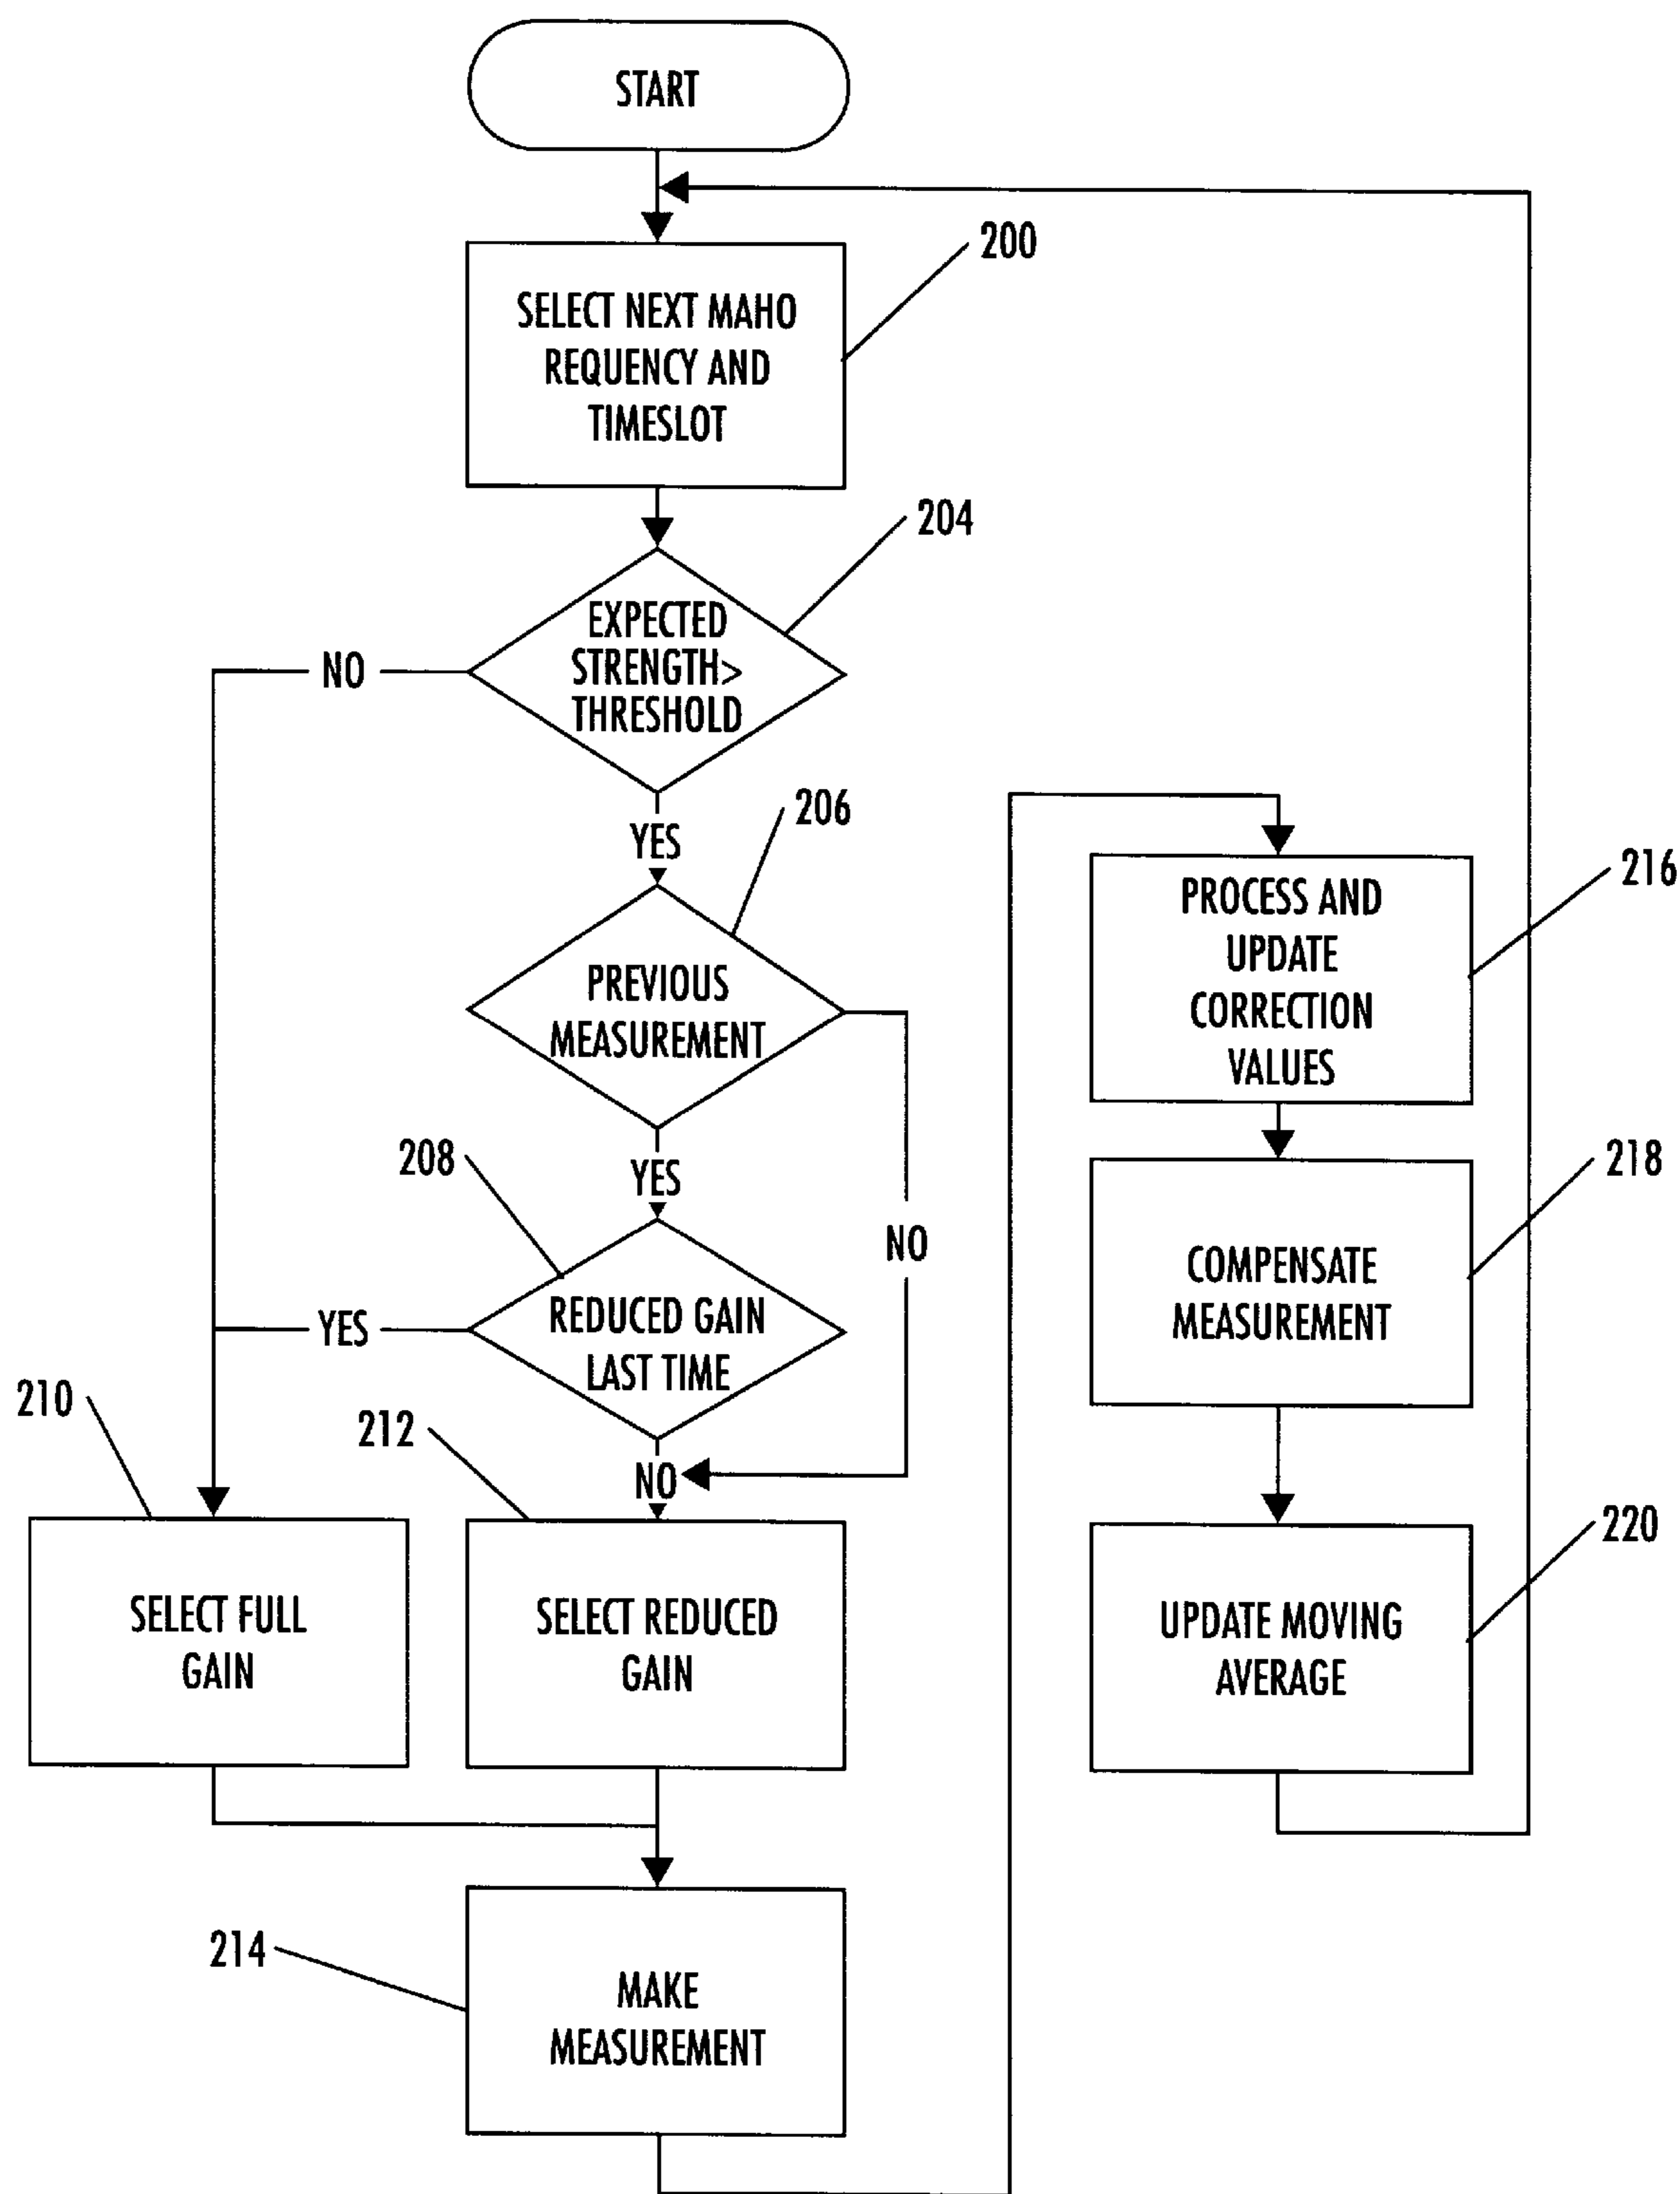 START
200
SELECT NEXT MAHO
REQUENCY AND
TIMESLOT
204
EXPECTED
STRENGTH>
THRESHOLD
NO
YES
206
PREVIOUS
MEASUREMENT
208
YES
NO
REDUCED GAIN
LAST TIME
YES
210
212
NO
SELECT FULL
GAIN
SELECT REDUCED
GAIN
214
MAKE
MEASUREMENT
216
PROCESS AND
UPDATE
CORRECTION
VALUES
218
COMPENSATE
MEASUREMENT
220
UPDATE MOVING
AVERAGE